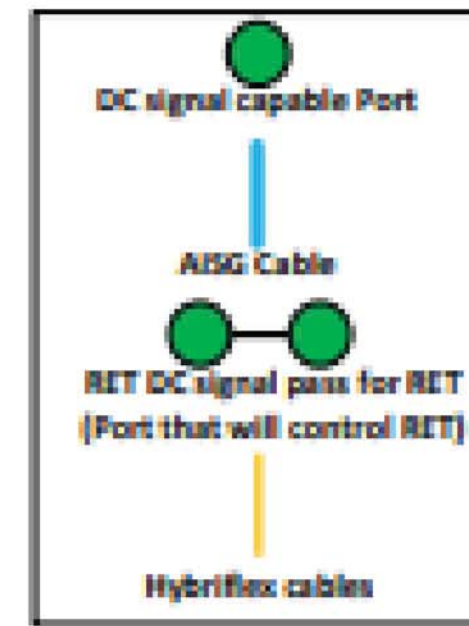 DC signal capable Port
AISG Cable
RET DC signal pass for RET
(Port that will control RET)
Hybriflex cables